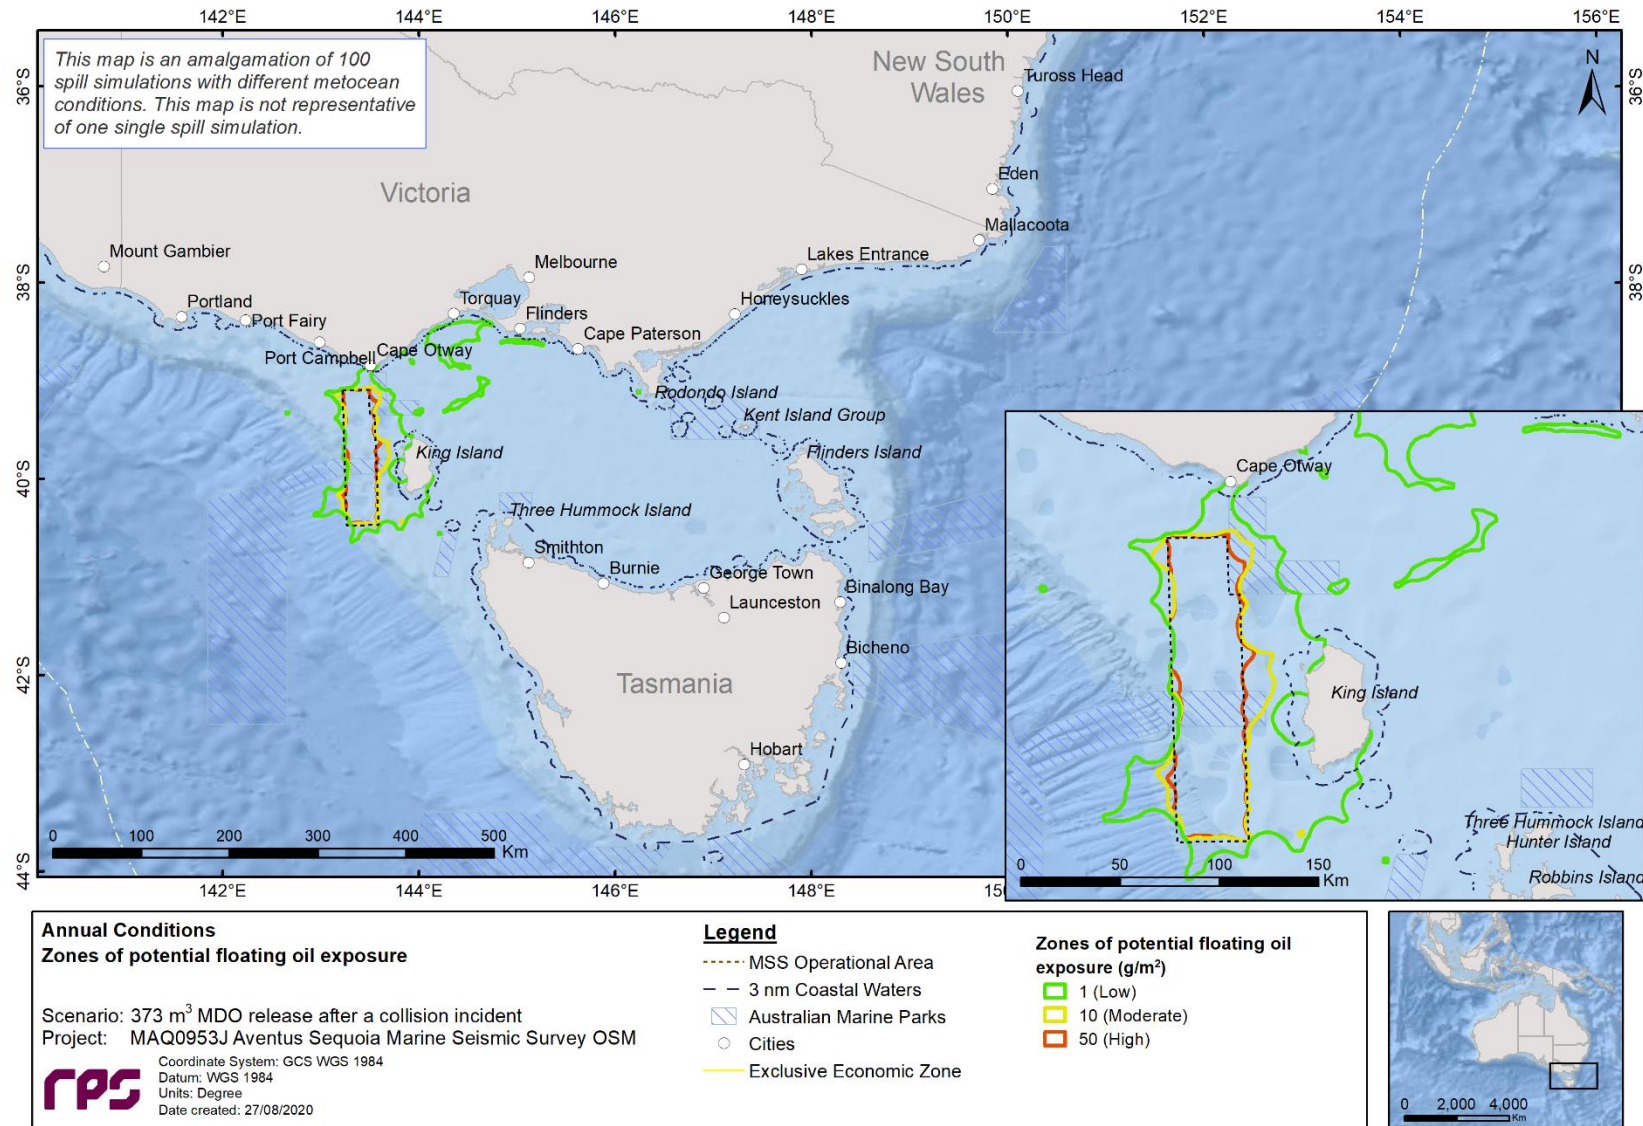 142°E 144°E 146°E 148°E 150°E 152°E 154°E 156°E
This map is an amalgamation of 100
spill simulations with different metocean
conditions. This map is not representative
of one single spill simulation.
New South
Wales
N
36°S
36°S
Tuross Head
Eden
Victoria
Mallacoota
Mount Gambier
Melbourne
Lakes Entrance
38°S
38°S
Portland
Torquay
Honeysuckles
Port Fairy
Flinders
Cape Paterson
Port Campbell
Cape Otway
Rodondo Island
Kent Island Group
King Island
Flinders Island
40°S
Three Hummock Island
Smithton
Burnie
George Town
Binalong Bay
Launceston
Bicheno
42°S
Tasmania
Hobart
0 100 200 300 400 500
Km
44°S
142°E 144°E 146°E 148°E 150
Cape Otway
King Island
Three Hummock Island
Hunter Island
Robbins Island
0 50 100 150
Km
Annual Conditions
Zones of potential floating oil exposure
Scenario: 373 m³ MDO release after a collision incident
Project: MAQ0953J Aventus Sequoia Marine Seismic Survey OSM
rps
Coordinate System: GCS WGS 1984
Datum: WGS 1984
Units: Degree
Date created: 27/08/2020
Legend
MSS Operational Area
3 nm Coastal Waters
Australian Marine Parks
Cities
Exclusive Economic Zone
Zones of potential floating oil
exposure (g/m²)
1 (Low)
10 (Moderate)
50 (High)
0 2,000 4,000
Km